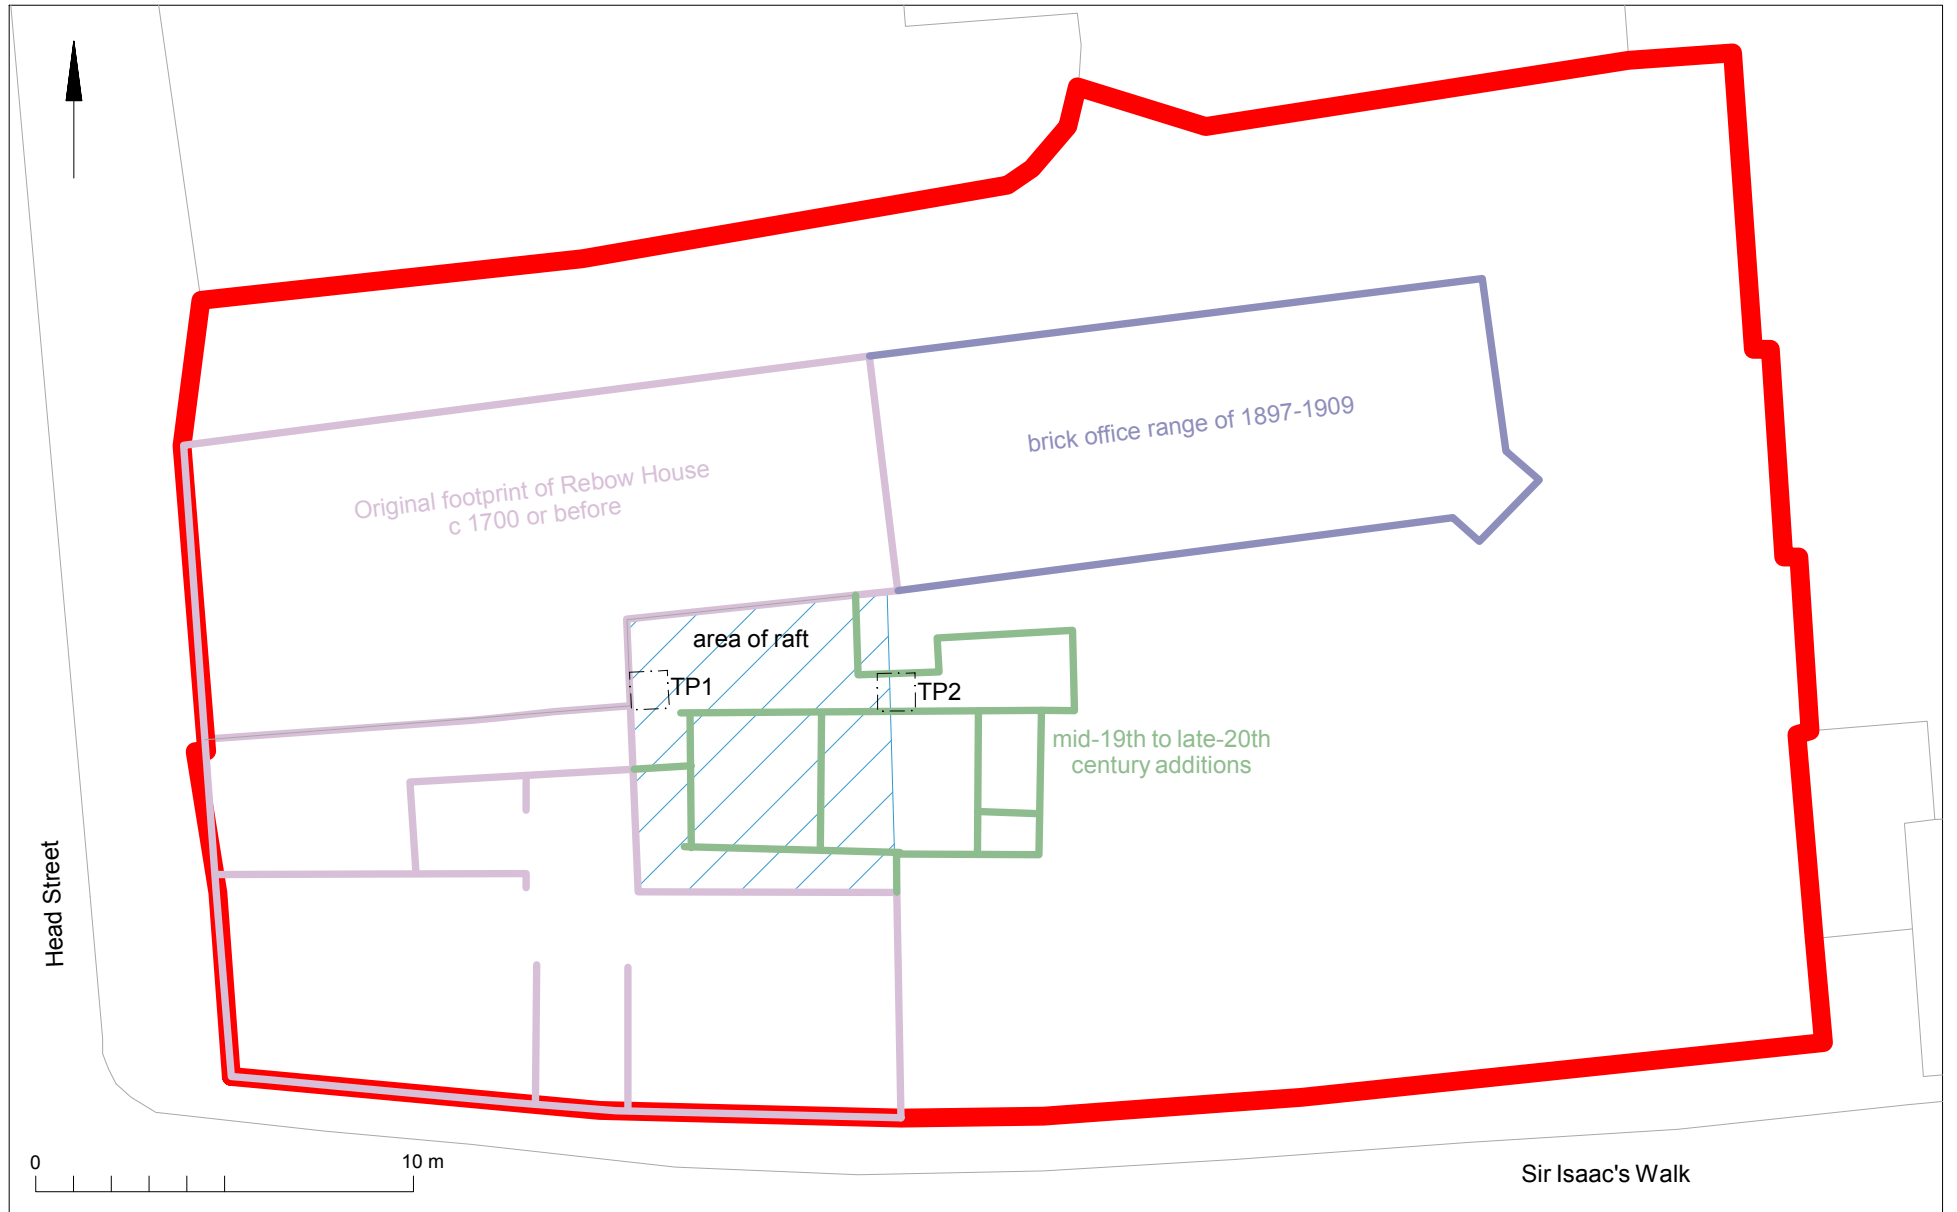 brick office range of 1897-1909
Original footprint of Rebow House
c 1700 or before
area of raft
TP1
TP2
mid-19th to late-20th
century additions
Head Street
0
10 m
Sir Isaac's Walk